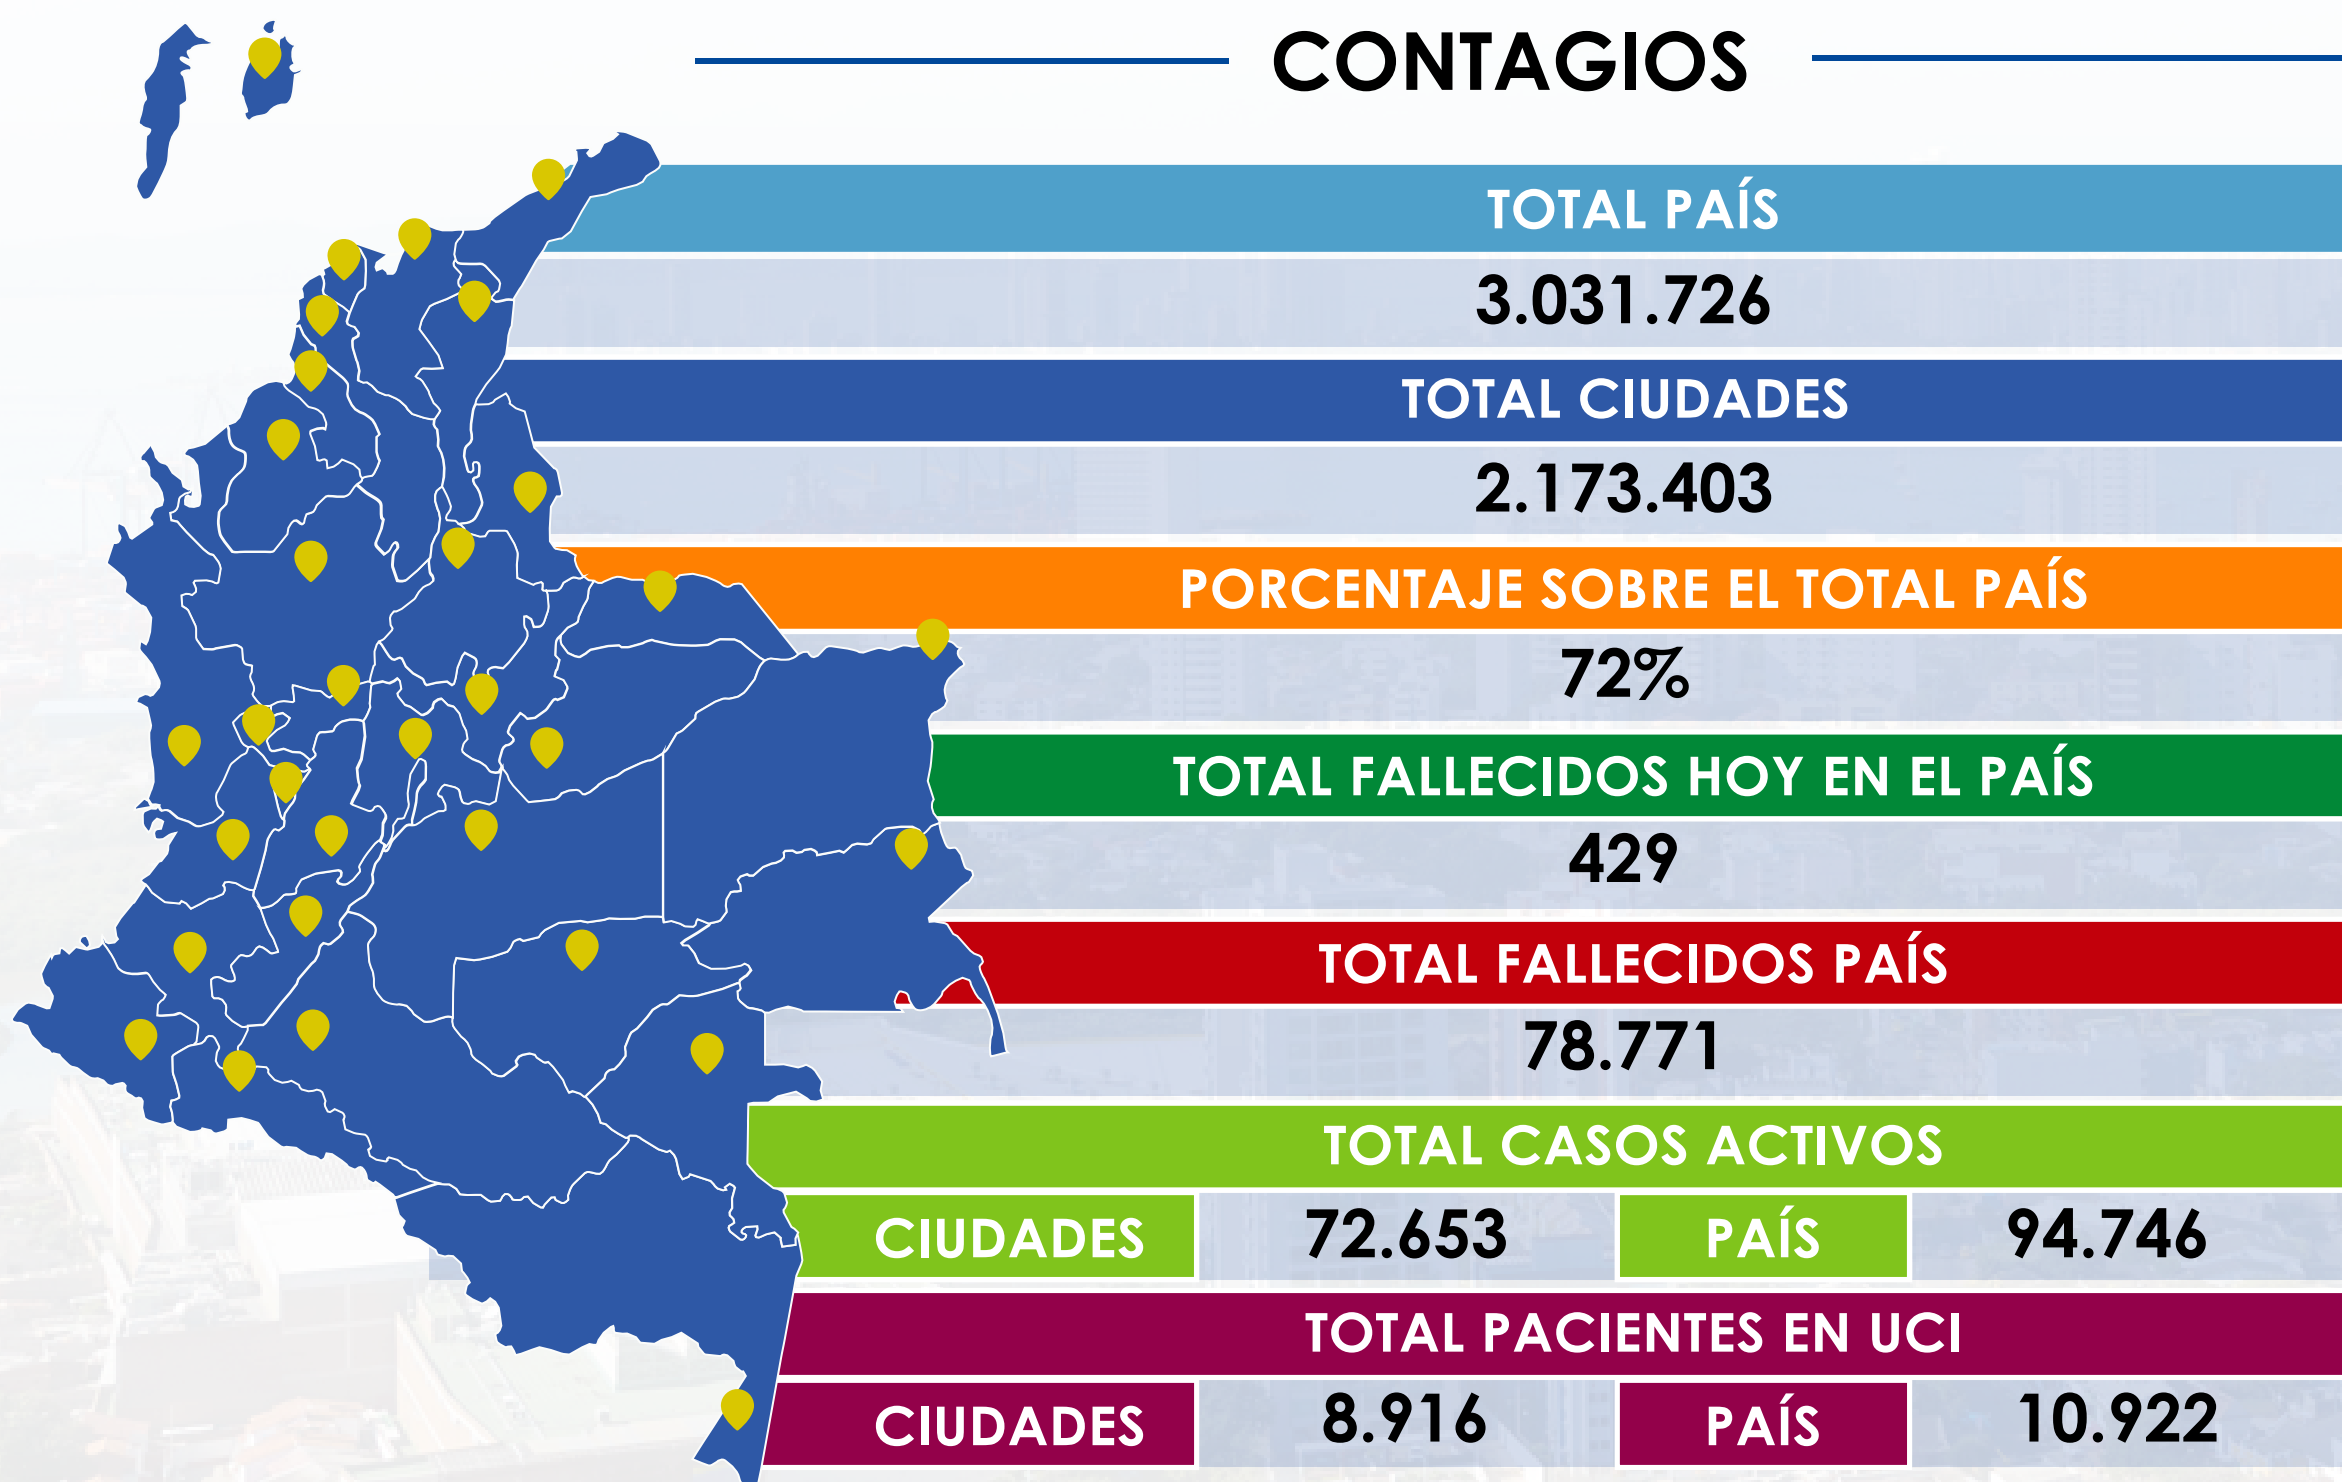 CONTAGIOS
TOTAL PAÍS
3.031.726
TOTAL CIUDADES
2.173.403
PORCENTAJE SOBRE EL TOTAL PAÍS
72%
TOTAL FALLECIDOS HOY EN EL PAÍS
429
TOTAL FALLECIDOS PAÍS
78.771
TOTAL CASOS ACTIVOS
CIUDADES 72.653 PAÍS 94.746
TOTAL PACIENTES EN UCI
CIUDADES 8.916 PAÍS 10.922